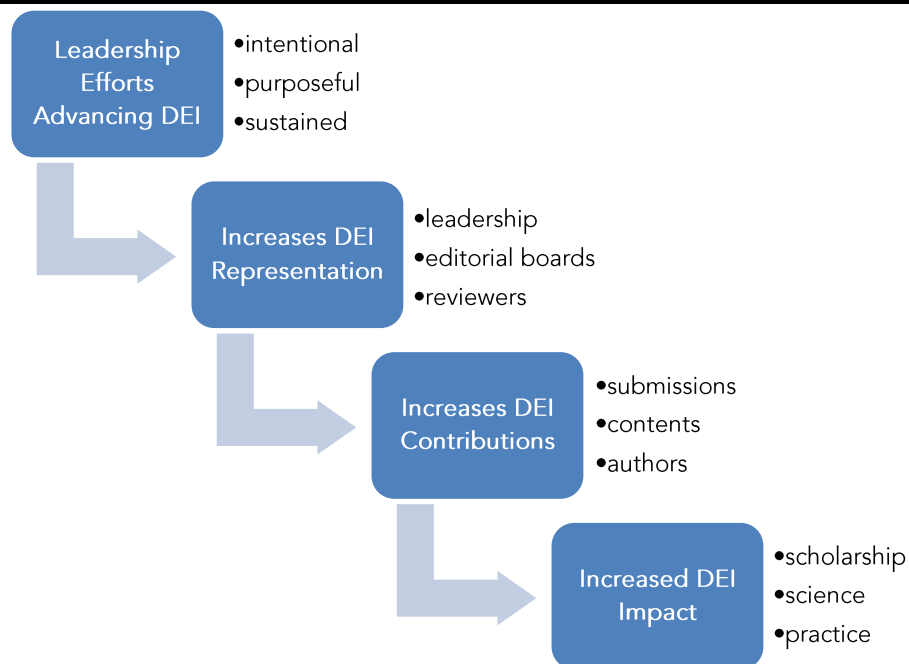 Leadership
Efforts
Advancing DEI
•intentional
•purposeful
•sustained
Increases DEI
Representation
•leadership
•editorial boards
•reviewers
Increases DEI
Contributions
•submissions
•contents
•authors
Increased DEI
Impact
•scholarship
•science
•practice